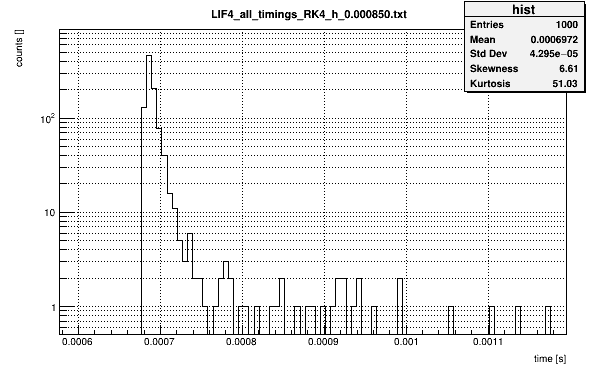 LIF4_all_timings_RK4_h_0.000850.txt
hist
Entries 1000
Mean 0.0006972
Std Dev 4.295e−05
Skewness 6.61
Kurtosis 51.03
counts []
10²
10
1
0.0006 0.0007 0.0008 0.0009 0.001 0.0011
time [s]